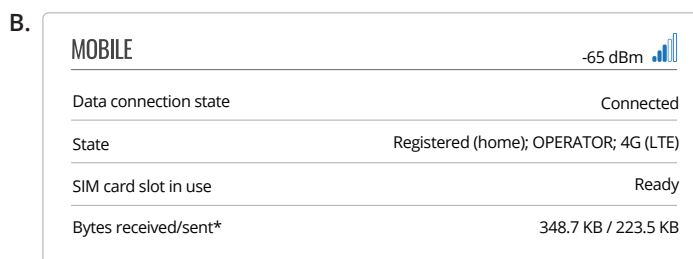 B.
MOBILE -65 dBm
Data connection state Connected
State Registered (home); OPERATOR; 4G (LTE)
SIM card slot in use Ready
Bytes received/sent* 348.7 KB / 223.5 KB